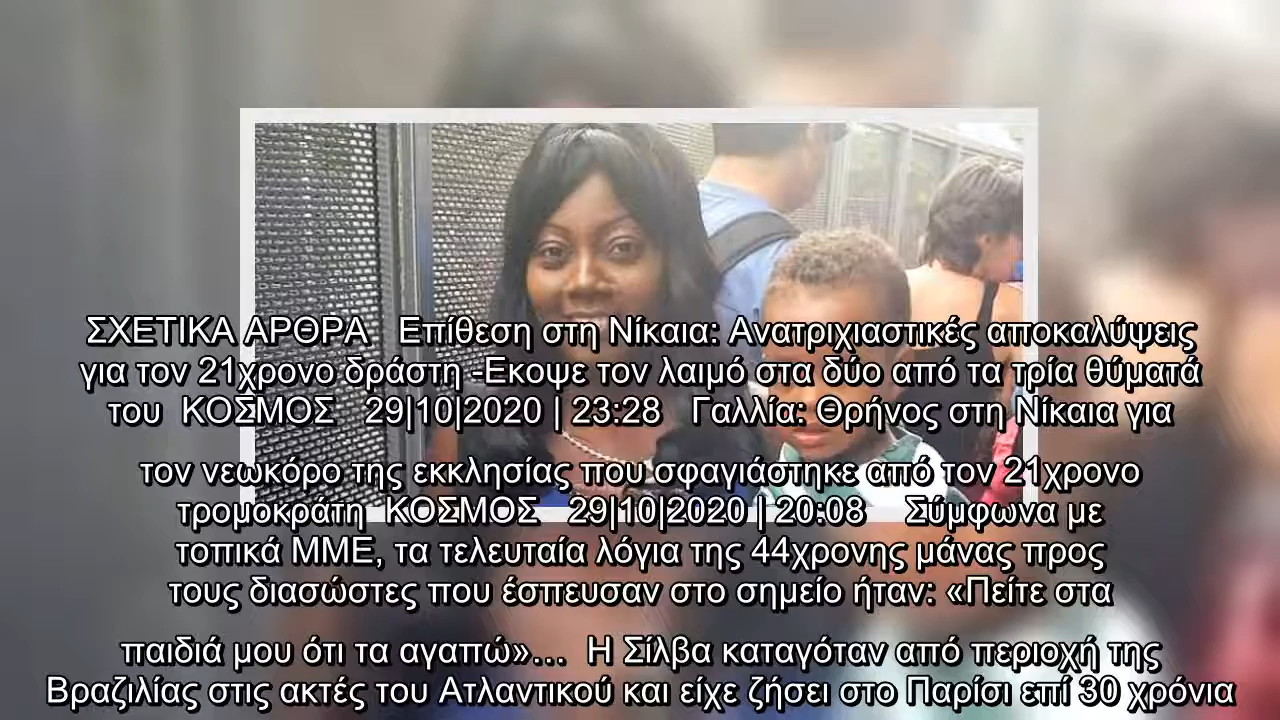 ΣΧΕΤΙΚΑ ΑΡΘΡΑ Επίθεση στη Νίκαια: Ανατριχιαστικές αποκαλύψεις
για τον 21χρονο δράστη -Εκοψε τον λαιμό στα δύο από τα τρία θύματά
του ΚΟΣΜΟΣ 29|10|2020 | 23:28 Γαλλία: Θρήνος στη Νίκαια για
τον νεωκόρο της εκκλησίας που σφαγιάστηκε από τον 21χρονο
τρομοκράτη ΚΟΣΜΟΣ 29|10|2020 | 20:08 Σύμφωνα με
τοπικά ΜΜΕ, τα τελευταία λόγια της 44χρονης μάνας προς
τους διασώστες που έσπευσαν στο σημείο ήταν: «Πείτε στα
παιδιά μου ότι τα αγαπώ»… Η Σίλβα καταγόταν από περιοχή της
Βραζιλίας στις ακτές του Ατλαντικού και είχε ζήσει στο Παρίσι επί 30 χρόνια